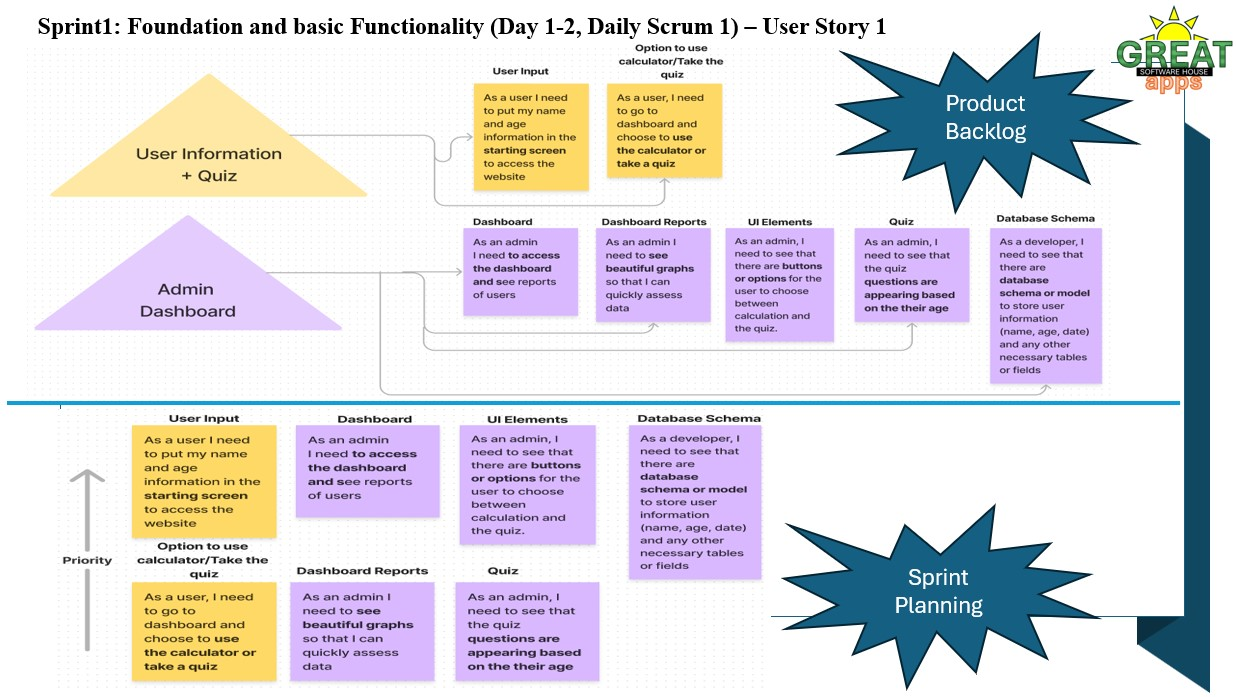 Sprint1: Foundation and basic Functionality (Day 1-2, Daily Scrum 1) – User Story 1
GREAT
SOFTWARE HOUSE
apps
Product
Backlog
User Information
+ Quiz
User Input
As a user I need
to put my name
and age
information in the
starting screen
to access the
website
Option to use
calculator/Take the
quiz
As a user, I need
to go to
dashboard and
choose to use
the calculator or
take a quiz
Admin
Dashboard
Dashboard
As an admin
I need to access
the dashboard
and see reports
of users
Dashboard Reports
As an admin I
need to see
beautiful graphs
so that I can
quickly assess
data
UI Elements
As an admin, I
need to see that
there are buttons
or options for the
user to choose
between
calculation and
the quiz.
Quiz
As an admin, I
need to see that
the quiz
questions are
appearing based
on the their age
Database Schema
As a developer, I
need to see that
there are
database
schema or model
to store user
information
(name, age, date)
and any other
necessary tables
or fields
Priority
User Input
As a user I need
to put my name
and age
information in the
starting screen
to access the
website
Dashboard
As an admin
I need to access
the dashboard
and see reports
of users
UI Elements
As an admin, I
need to see that
there are buttons
or options for the
user to choose
between
calculation and
the quiz.
Database Schema
As a developer, I
need to see that
there are
database
schema or model
to store user
information
(name, age, date)
and any other
necessary tables
or fields
Option to use
calculator/Take the
quiz
As a user, I need
to go to
dashboard and
choose to use
the calculator or
take a quiz
Dashboard Reports
As an admin I
need to see
beautiful graphs
so that I can
quickly assess
data
Quiz
As an admin, I
need to see that
the quiz
questions are
appearing based
on the their age
Sprint
Planning